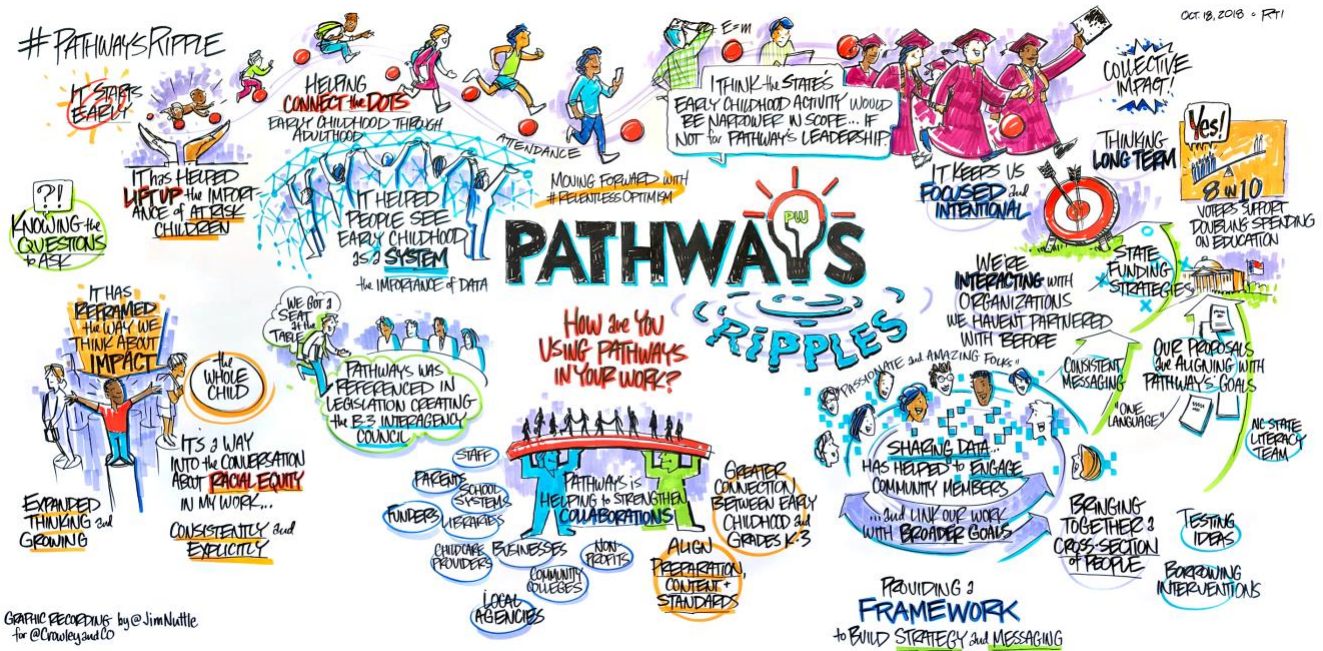 #PATHWAYSRIPPLE
OCT. 18, 2018 • RTI
IT STARTS
EARLY
IT HAS HELPED
LIFT UP the IMPORT-
ANCE of AT RISK
CHILDREN
HELPING
CONNECT the DOTS
EARLY CHILDHOOD THROUGH
ADULTHOOD
ATTENDANCE
E=m
I THINK the STATE'S
EARLY CHILDHOOD ACTIVITY WOULD
BE NARROWER IN SCOPE... IF
NOT for PATHWAY'S LEADERSHIP.
COLLECTIVE
IMPACT!
THINKING
LONG TERM
Yes!
8 IN 10
VOTERS SUPPORT
DOUBLING SPENDING
ON EDUCATION
?!
KNOWING the
QUESTIONS
to ASK
IT HELPED
PEOPLE SEE
EARLY CHILDHOOD
as a SYSTEM
the IMPORTANCE of DATA
MOVING FORWARD WITH
#RELENTLESS OPTIMISM
IT KEEPS US
FOCUSED and
INTENTIONAL
PW
PATHWAYS
RIPPLES
HOW are YOU
USING PATHWAYS
IN YOUR WORK?
WE'RE
INTERACTING WITH
ORGANIZATIONS
WE HAVENT PARTNERED
WITH BEFORE
STATE
FUNDING
STRATEGIES
IT HAS
REFRAMED
the WAY WE
THINK ABOUT
IMPACT
the
WHOLE
CHILD
EXPANDED
THINKING and
GROWING
IT'S a WAY
INTO the CONVERSATION
ABOUT RACIAL EQUITY
IN MY WORK...
CONSISTENTLY and
EXPLICITLY
WE GOT a
SEAT
at the
TABLE
PATHWAYS WAS
REFERENCED IN
LEGISLATION CREATING
the B-3 INTERAGENCY
COUNCIL
STAFF
PARENTS
SCHOOL
SYSTEMS
FUNDERS
LIBRARIES
CHILDCARE
PROVIDERS
BUSINESSES
NON-
PROFITS
COMMUNITY
COLLEGES
LOCAL
AGENCIES
PATHWAYS IS
HELPING to STRENGTHEN
COLLABORATIONS
GREATER
CONNECTION
BETWEEN EARLY
CHILDHOOD and
GRADES K-3
ALIGN
PREPARATION,
CONTENT +
STANDARDS
"PASSIONATE and AMAZING FOLKS"
SHARING DATA...
HAS HELPED to ENGAGE
COMMUNITY MEMBERS
...and LINK OUR WORK
WITH BROADER GOALS
CONSISTENT
MESSAGING
"ONE
LANGUAGE"
OUR PROPOSALS
are ALIGNING WITH
PATHWAYS' GOALS
NC STATE
LITERACY
TEAM
BRINGING
TOGETHER a
CROSS-SECTION
of PEOPLE
TESTING
IDEAS
BORROWING
INTERVENTIONS
PROVIDING a
FRAMEWORK
to BUILD STRATEGY and MESSAGING
GRAPHIC RECORDING by @JimNuttle
for @CrowleyandCo